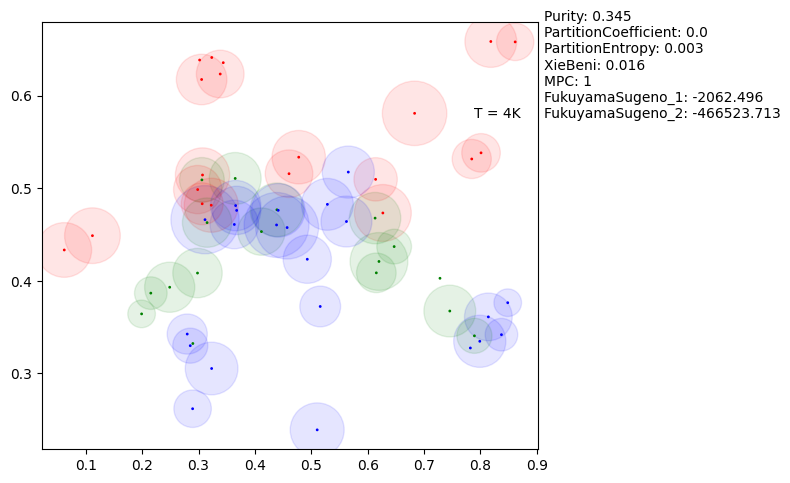 Purity: 0.345
PartitionCoefficient: 0.0
PartitionEntropy: 0.003
XieBeni: 0.016
MPC: 1
FukuyamaSugeno_1: -2062.496
FukuyamaSugeno_2: -466523.713
T = 4K
0.6
0.5
0.4
0.3
0.1 0.2 0.3 0.4 0.5 0.6 0.7 0.8 0.9